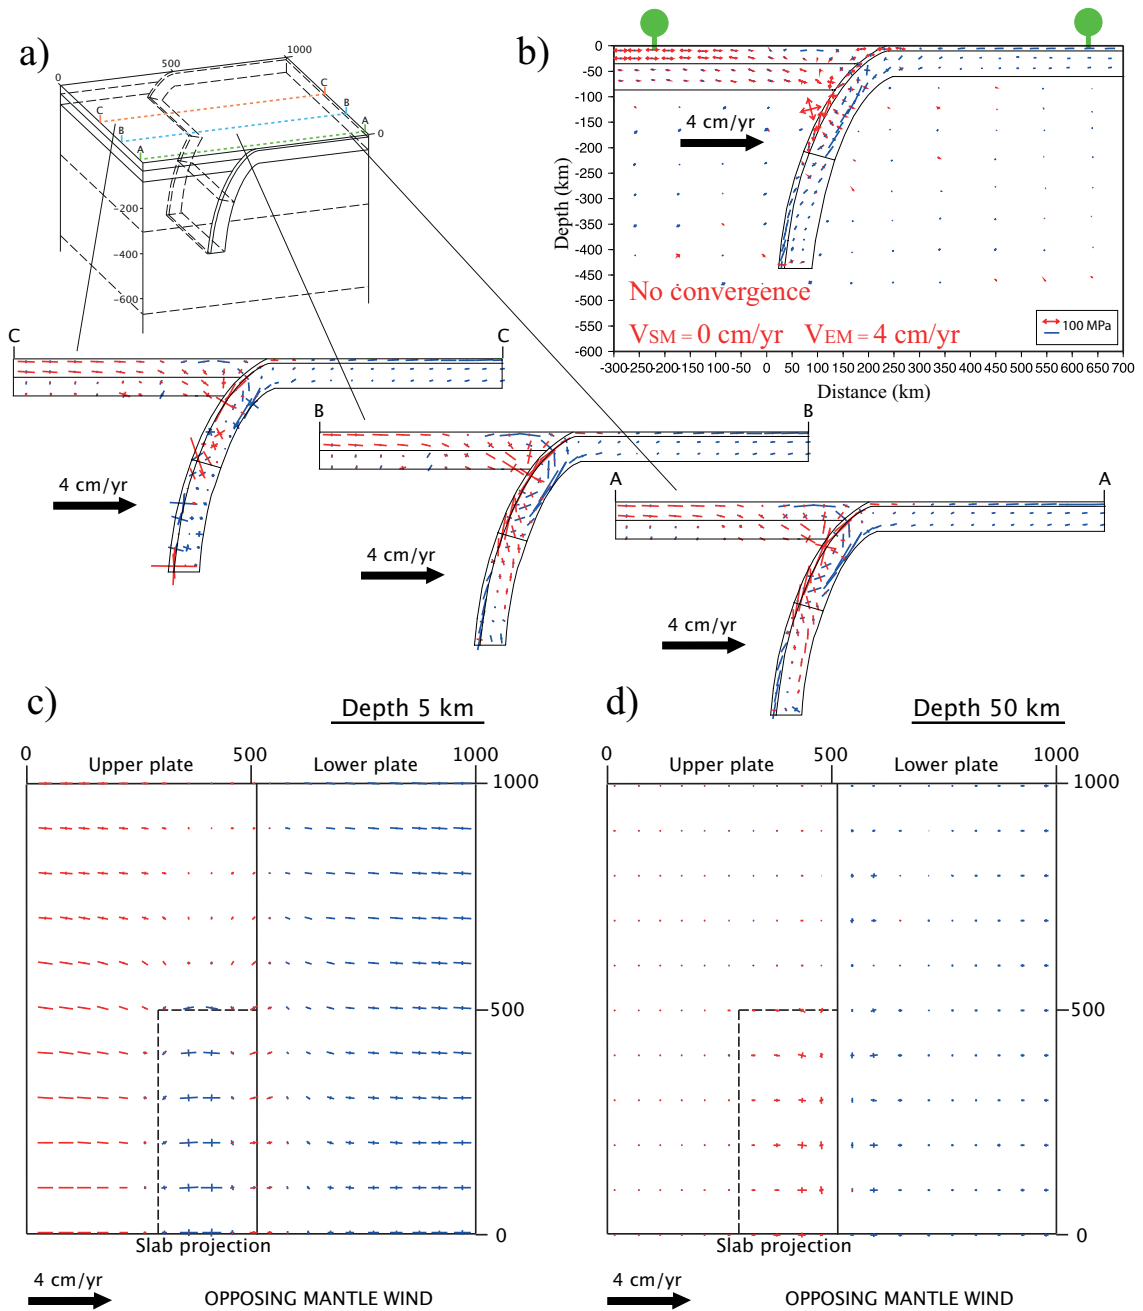 a)
0
500
1000
C
B
A
C
B
A
0
−200
−400
−600
b)
0
-50
-100
-150
-200
-250
-300
-350
-400
-450
-500
-550
-600
Depth (km)
4 cm/yr
No convergence
VSM = 0 cm/yr VEM = 4 cm/yr
100 MPa
-300-250-200-150-100 -50 0 50 100 150 200 250 300 350 400 450 500 550 600 650 700
Distance (km)
C
C
4 cm/yr
B
B
4 cm/yr
A
A
4 cm/yr
c)
Depth 5 km
0
500
1000
Upper plate
Lower plate
1000
500
0
Slab projection
4 cm/yr
OPPOSING MANTLE WIND
d)
Depth 50 km
0
500
1000
Upper plate
Lower plate
1000
500
0
Slab projection
4 cm/yr
OPPOSING MANTLE WIND